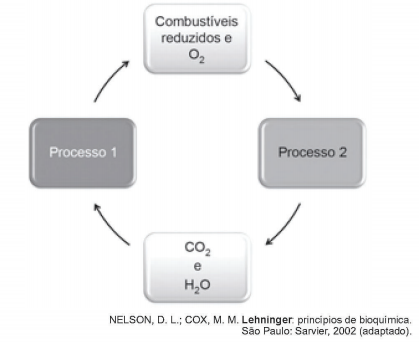 Combustíveis
reduzidos e
O₂
Processo 1
Processo 2
CO₂
e
H₂O
NELSON, D. L.; COX, M. M. Lehninger: princípios de bioquímica.
São Paulo: Sarvier, 2002 (adaptado).